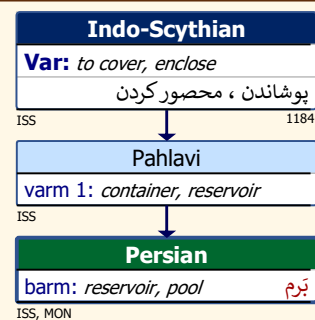 Indo-Scythian
Var: to cover, enclose
پوشاندن ، محصور کردن
ISS 1184
Pahlavi
varm 1: container, reservoir
ISS
Persian
barm: reservoir, pool بَرم
ISS, MON